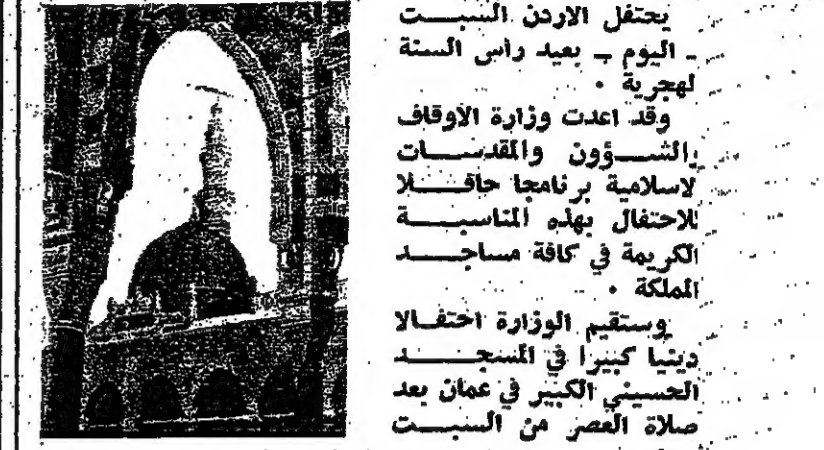 يحتفل الاردن السبت
ـ اليوم ـ بعيد راس السنة
لهجرية .
وقد اعدت وزارة الاوقاف
والشؤون والمقدسات
لاسلامية برنامجا حافلا
للاحتفال بهذه المناسبة
الكريمة في كافة مساجد
المملكة .
وستقيم الوزارة احتفالا
دينيا كبيرا في المسجد
الحسيني الكبير في عمان بعد
صلاة العصر من السبت